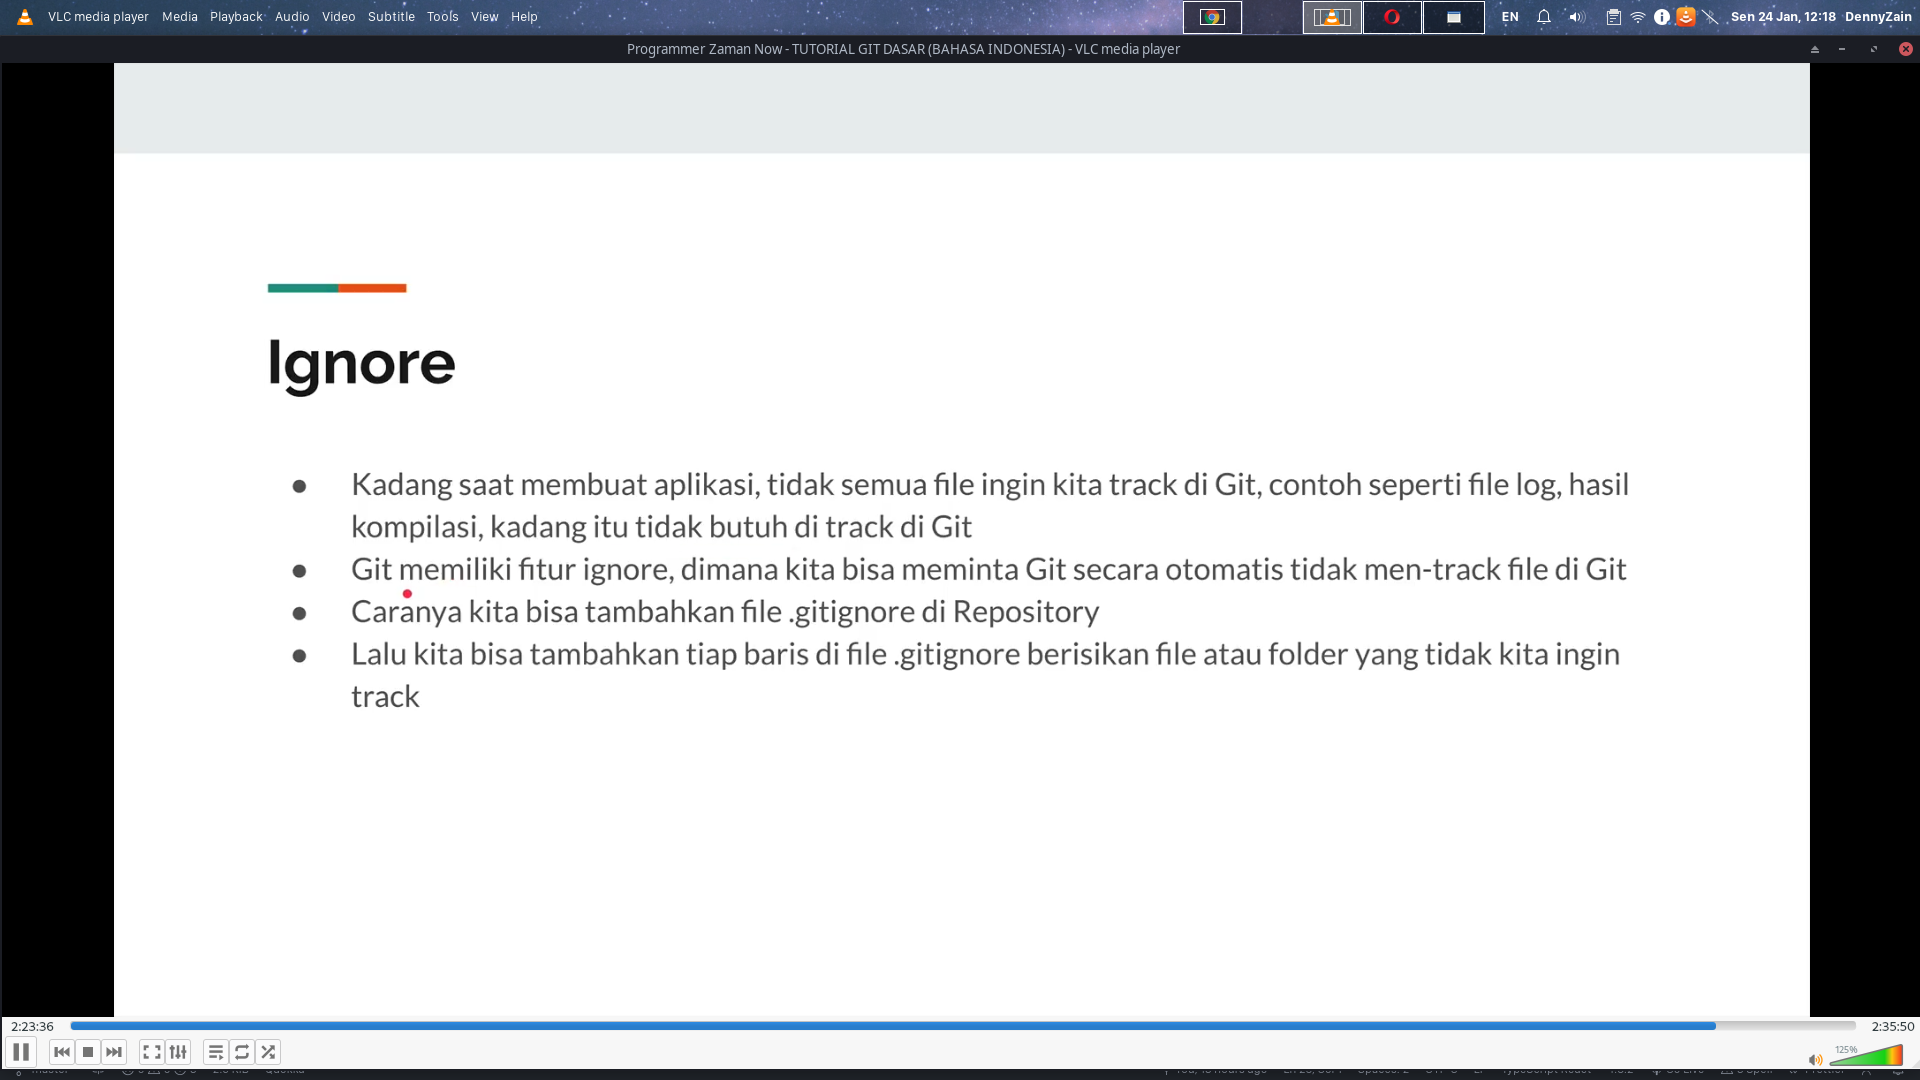 VLC media player Media Playback Audio Video Subtitle Tools View Help EN Sen 24 Jan, 12:18 DennyZain
Programmer Zaman Now - TUTORIAL GIT DASAR (BAHASA INDONESIA) - VLC media player
Ignore
● Kadang saat membuat aplikasi, tidak semua file ingin kita track di Git, contoh seperti file log, hasil
kompilasi, kadang itu tidak butuh di track di Git
● Git memiliki fitur ignore, dimana kita bisa meminta Git secara otomatis tidak men-track file di Git
● Caranya kita bisa tambahkan file .gitignore di Repository
● Lalu kita bisa tambahkan tiap baris di file .gitignore berisikan file atau folder yang tidak kita ingin
track
2:23:36 2:35:50
125%